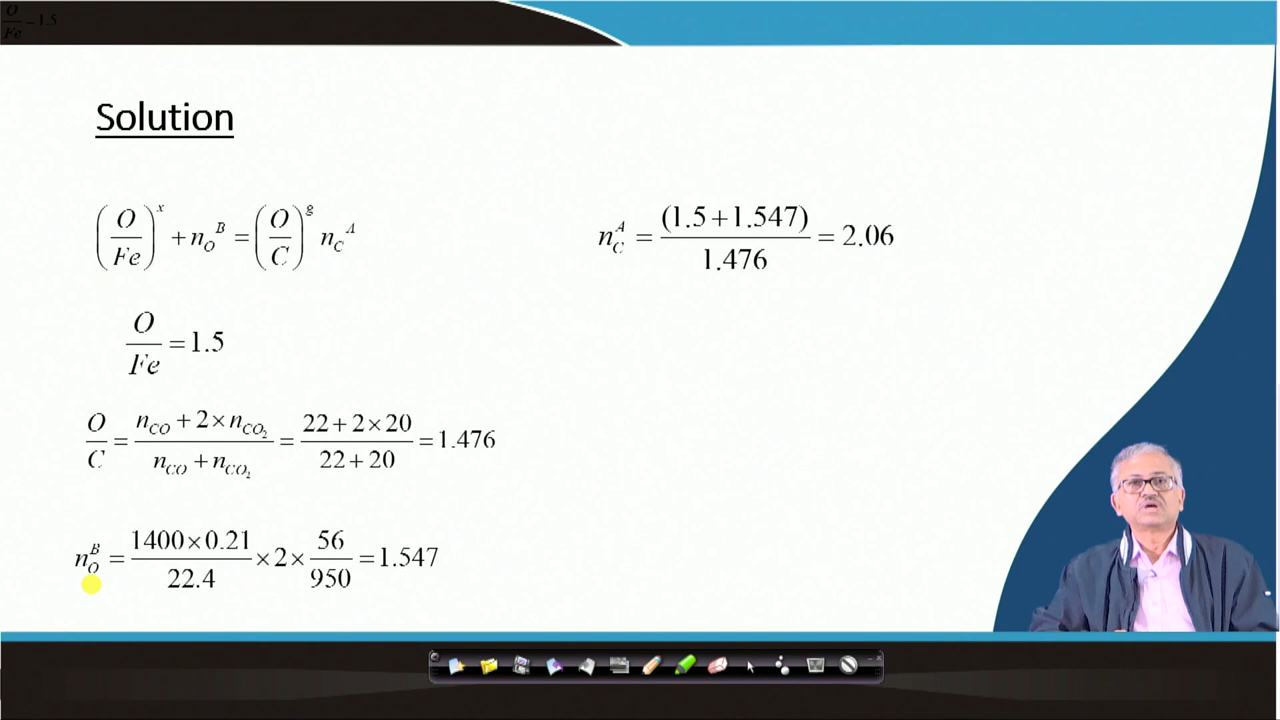 O/Fe = 1.5
Solution
(O/Fe)^x + n_O^B = (O/C)^g n_C^A
n_C^A = (1.5+1.547)/1.476 = 2.06
O/Fe = 1.5
O/C = (n_CO + 2 × n_CO₂)/(n_CO + n_CO₂) = (22 + 2 × 20)/(22 + 20) = 1.476
n_O^B = (1400 × 0.21)/22.4 × 2 × 56/950 = 1.547